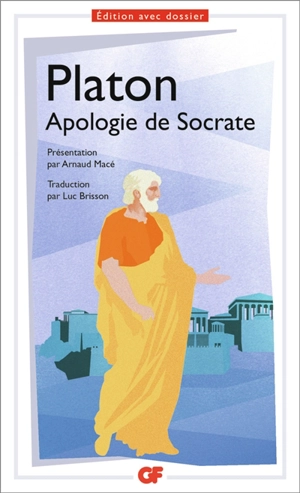 Édition avec dossier
Platon
Apologie de Socrate
Présentation
par Arnaud Macé
Traduction
par Luc Brisson
GF